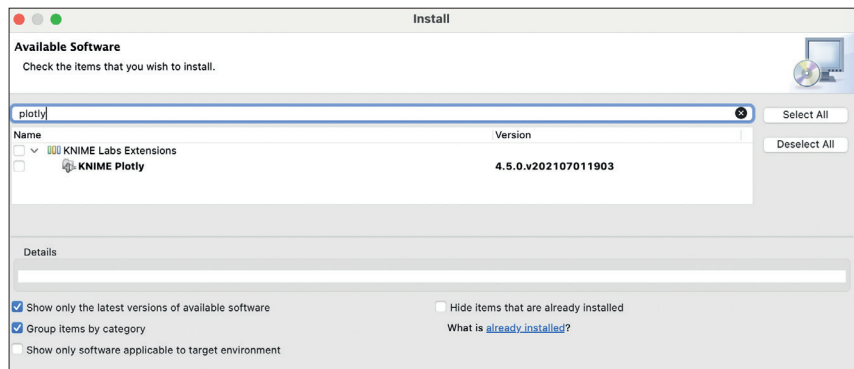 Install
Available Software
Check the items that you wish to install.
plotly
Select All
Name Version
Deselect All
KNIME Labs Extensions
KNIME Plotly 4.5.0.v202107011903
Details
Show only the latest versions of available software
Hide items that are already installed
Group items by category
What is already installed?
Show only software applicable to target environment